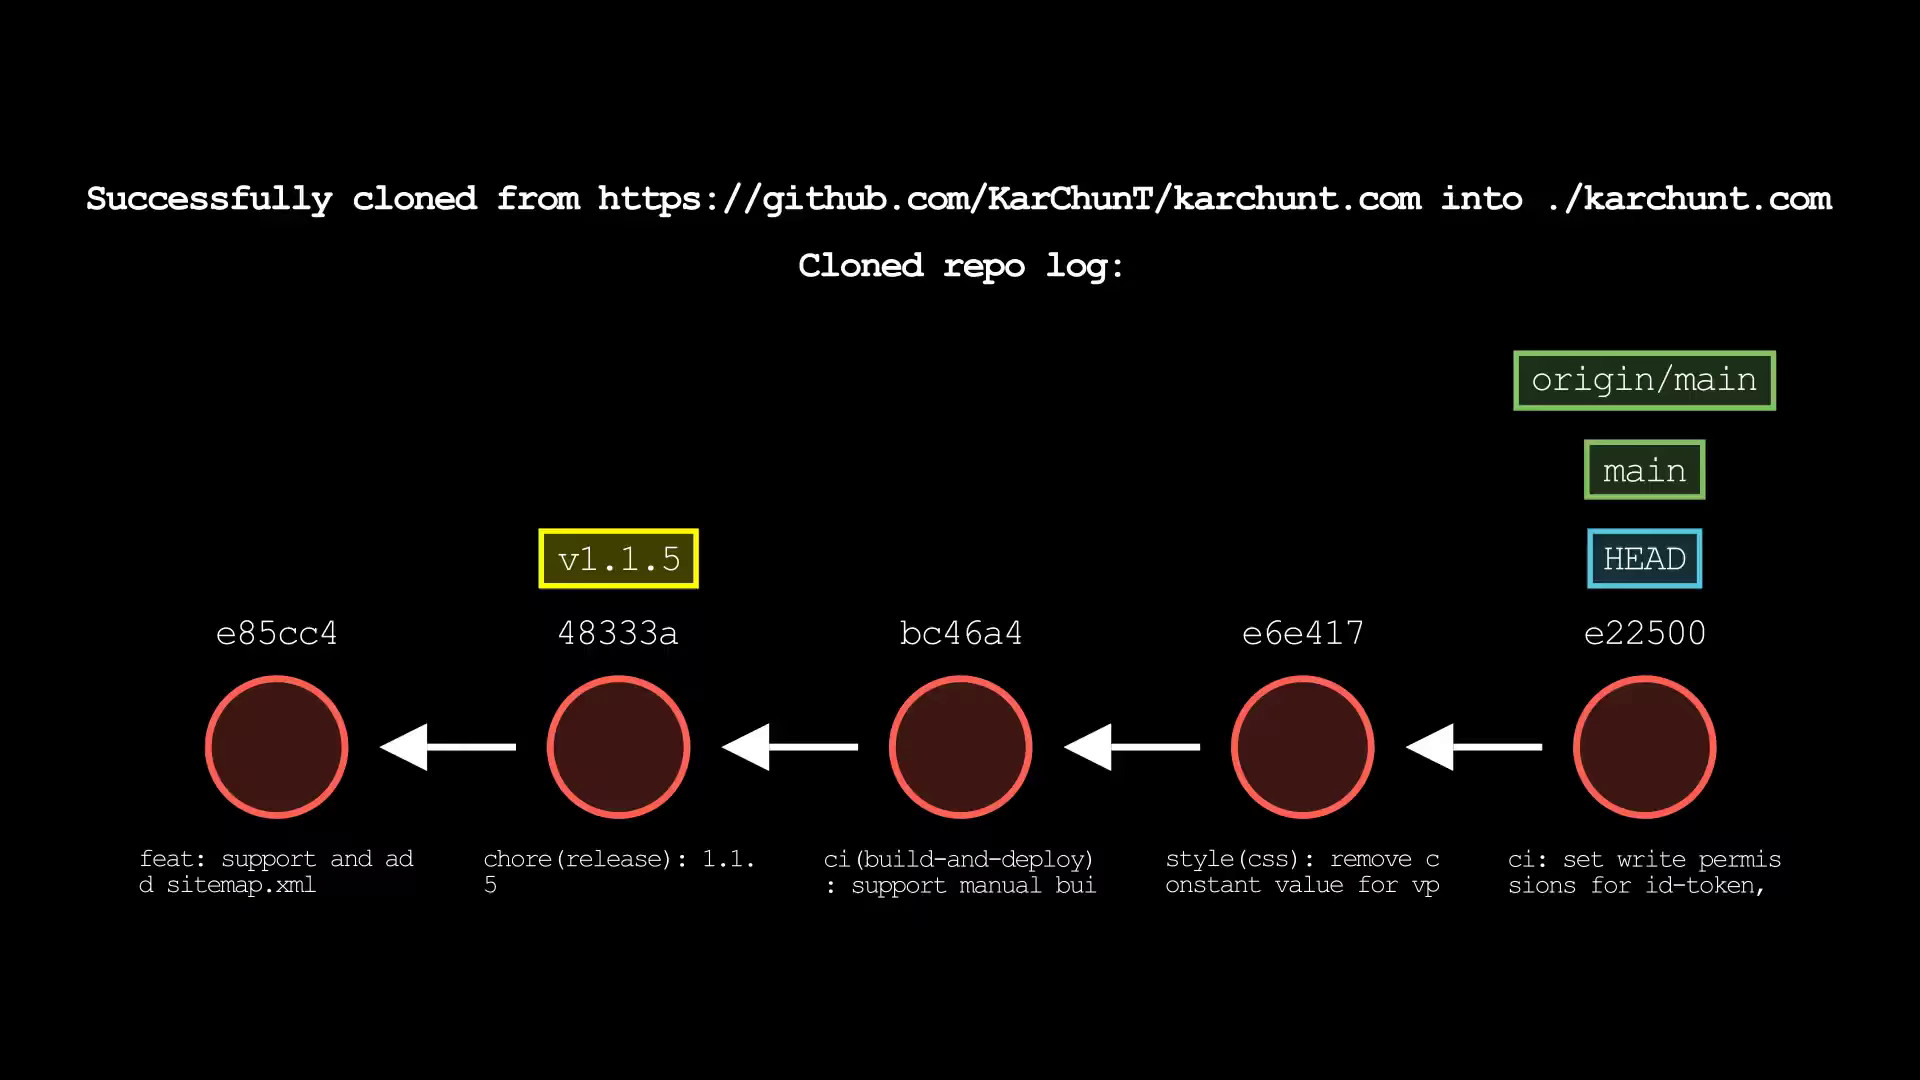 Successfully cloned from https://github.com/KarChunT/karchunt.com into ./karchunt.com
Cloned repo log:
origin/main
main
v1.1.5
HEAD
e85cc4
48333a
bc46a4
e6e417
e22500
feat: support and ad
d sitemap.xml
chore(release): 1.1.
5
ci(build-and-deploy)
: support manual bui
style(css): remove c
onstant value for vp
ci: set write permis
sions for id-token,